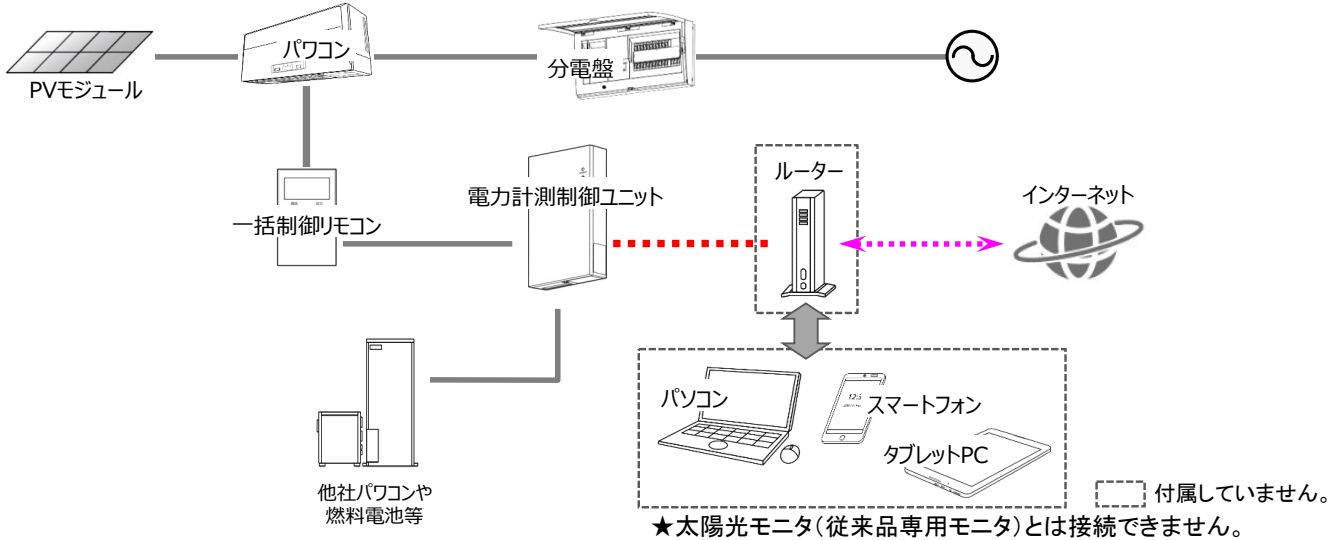 パワコン
分電盤
PVモジュール
ルーター
電力計測制御ユニット
インターネット
一括制御リモコン
パソコン
12:5
スマートフォン
タブレットPC
他社パワコンや
燃料電池等
付属していません。
★太陽光モニタ(従来品専用モニタ)とは接続できません。